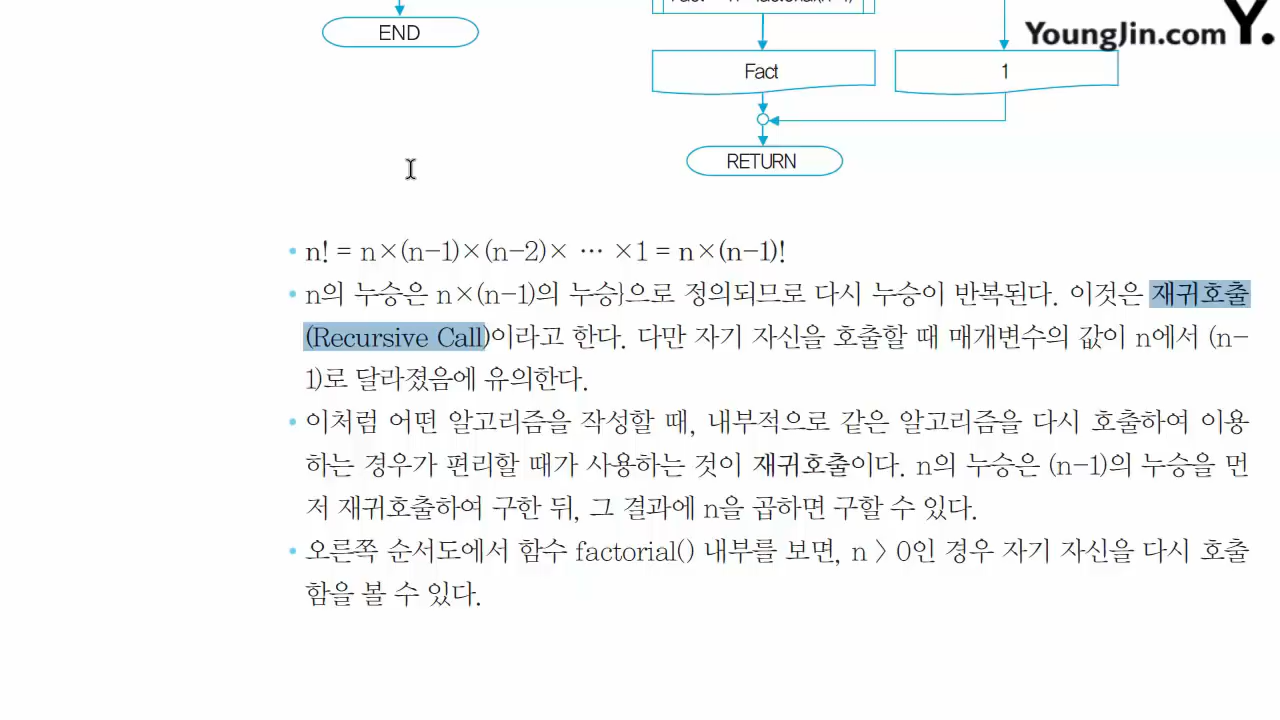 YoungJin.com Y.
END
Fact
1
RETURN
• n! = n×(n-1)×(n-2)× … ×1 = n×(n-1)!
• n의 누승은 n×(n-1)의 누승}으로 정의되므로 다시 누승이 반복된다. 이것은 재귀호출
(Recursive Call)이라고 한다. 다만 자기 자신을 호출할 때 매개변수의 값이 n에서 (n-
1)로 달라졌음에 유의한다.
• 이처럼 어떤 알고리즘을 작성할 때, 내부적으로 같은 알고리즘을 다시 호출하여 이용
하는 경우가 편리할 때가 사용하는 것이 재귀호출이다. n의 누승은 (n-1)의 누승을 먼
저 재귀호출하여 구한 뒤, 그 결과에 n을 곱하면 구할 수 있다.
• 오른쪽 순서도에서 함수 factorial() 내부를 보면, n > 0인 경우 자기 자신을 다시 호출
함을 볼 수 있다.